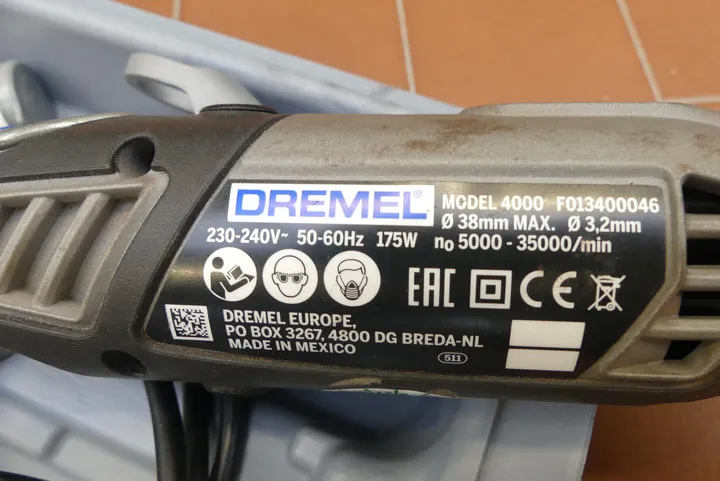 DREMEL® MODEL 4000 F013400046
Ø 38mm MAX. Ø 3,2mm
230-240V~ 50-60Hz 175W no 5000 - 35000/min
EAC CE
DREMEL EUROPE,
PO BOX 3267, 4800 DG BREDA-NL
MADE IN MEXICO
511